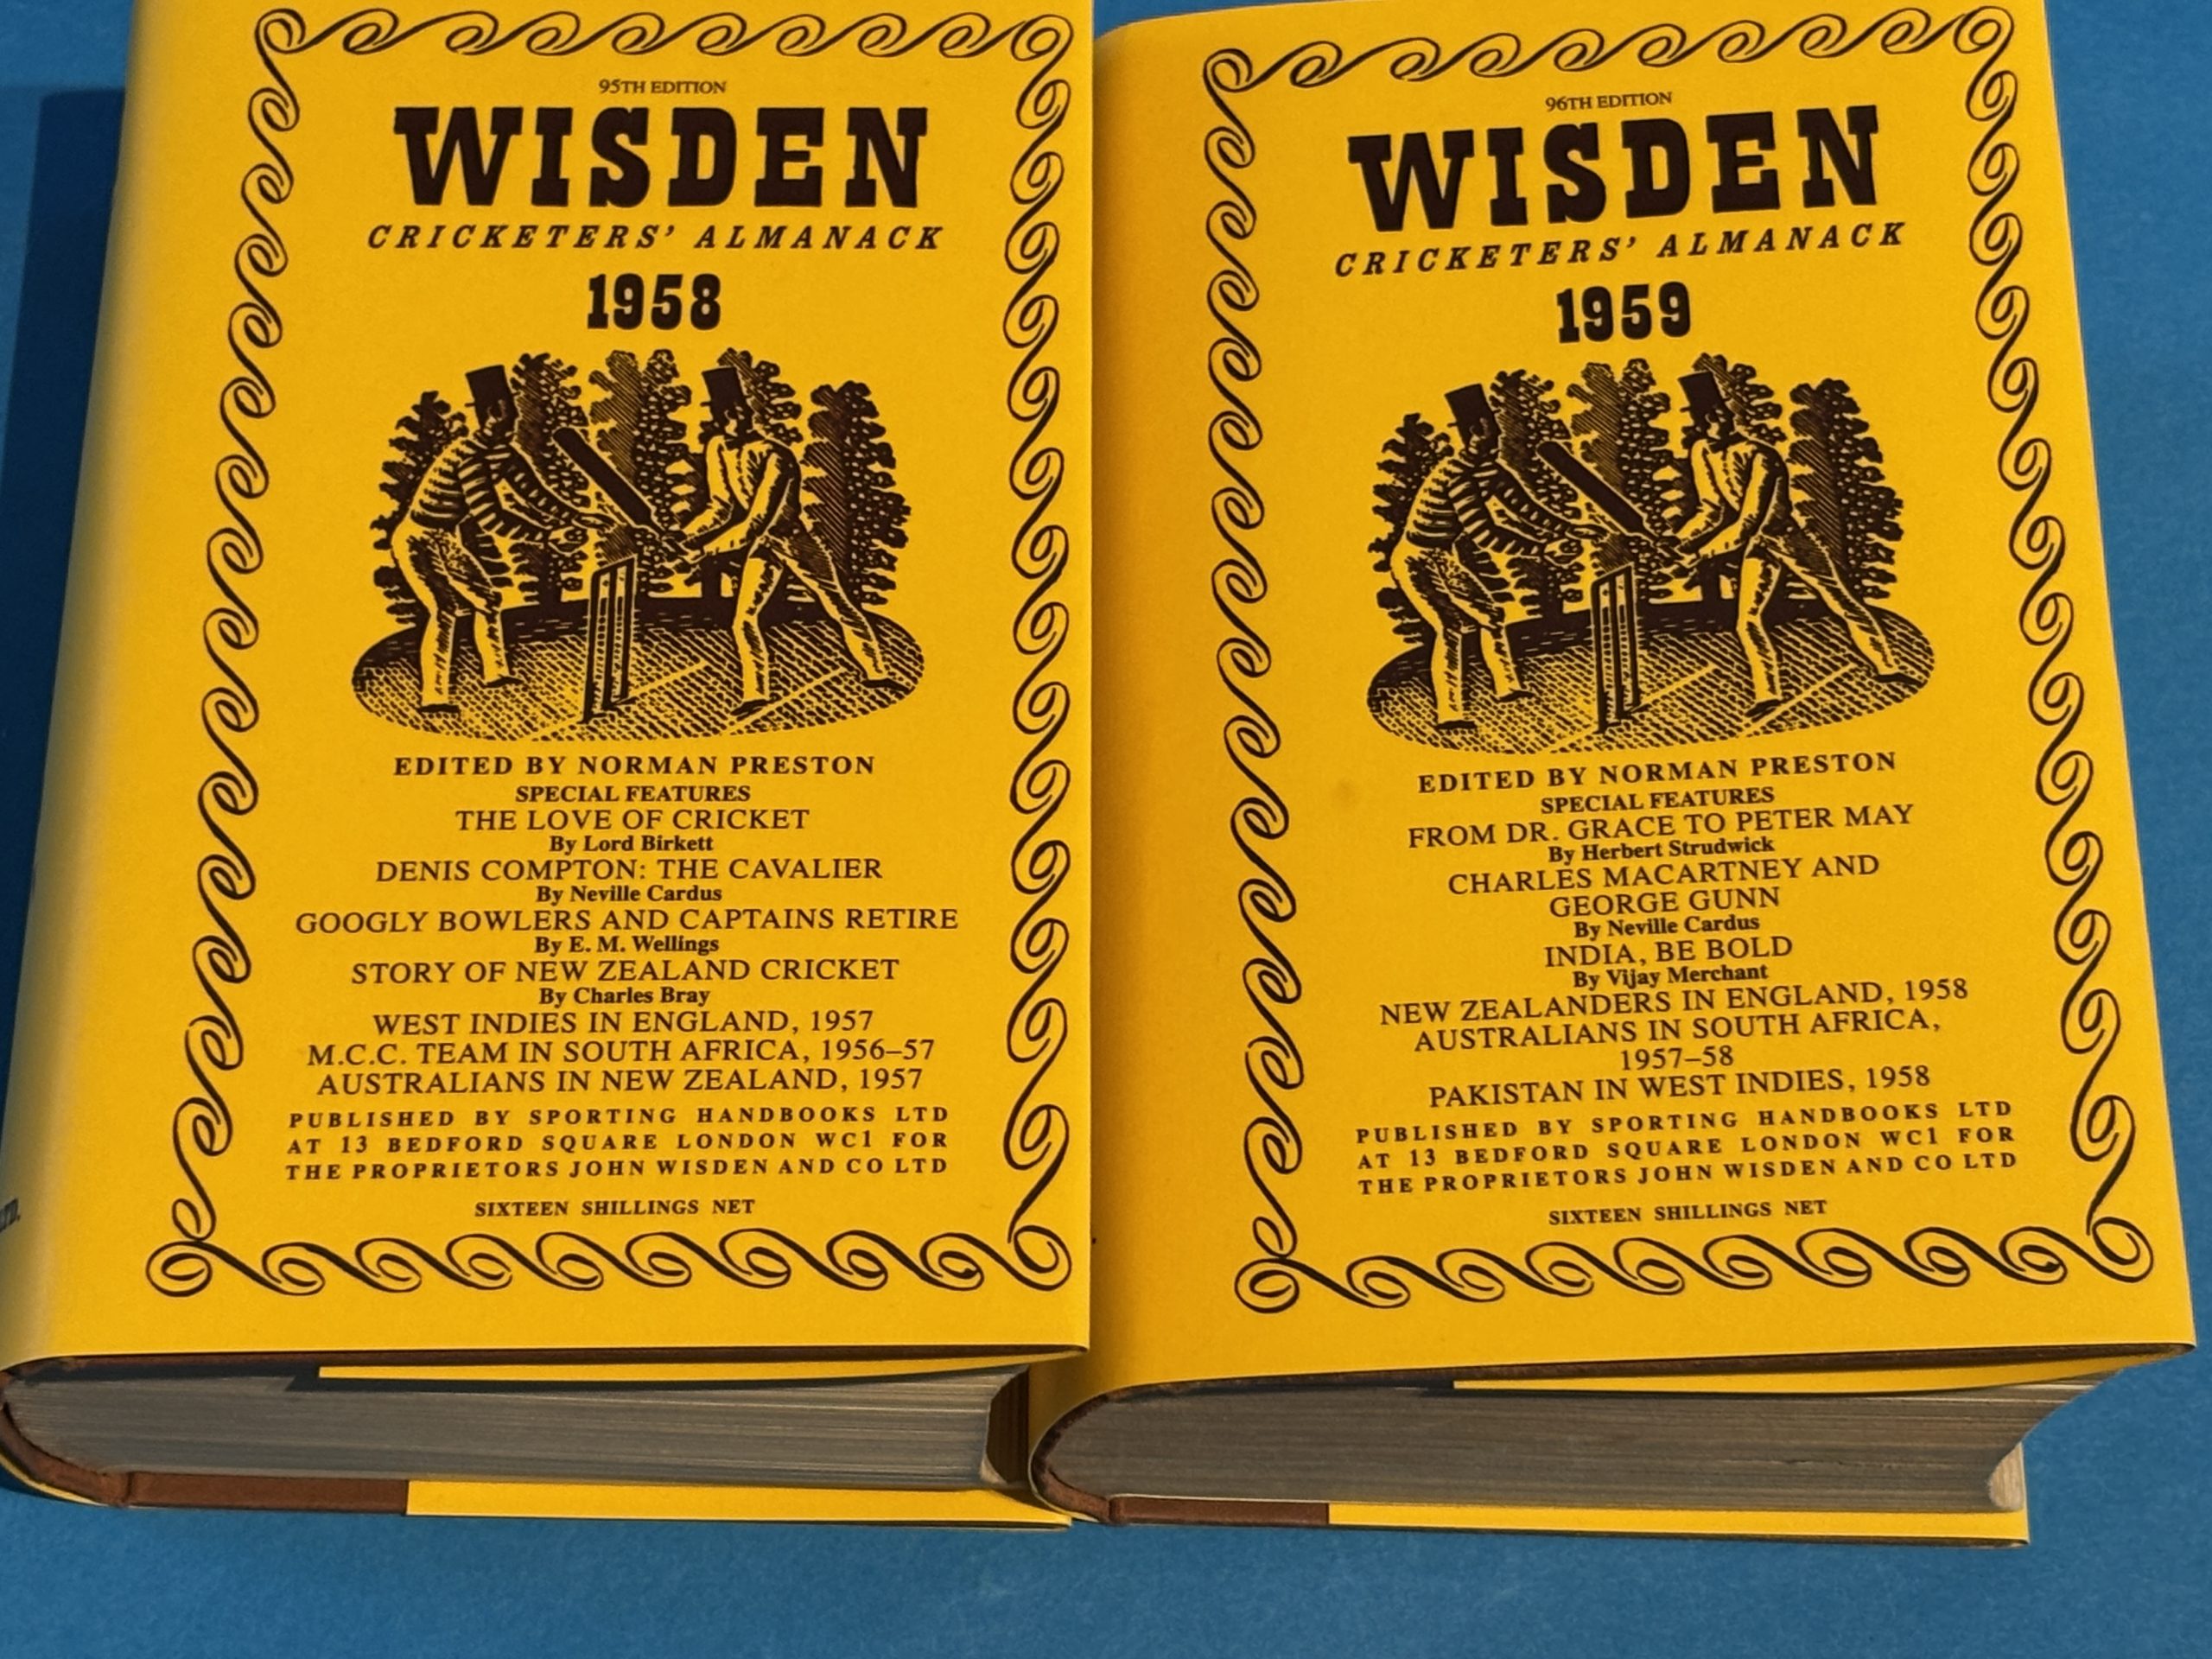 95TH EDITION
WISDEN
CRICKETERS' ALMANACK
1958
EDITED BY NORMAN PRESTON
SPECIAL FEATURES
THE LOVE OF CRICKET
By Lord Birkett
DENIS COMPTON: THE CAVALIER
By Neville Cardus
GOOGLY BOWLERS AND CAPTAINS RETIRE
By E. M. Wellings
STORY OF NEW ZEALAND CRICKET
By Charles Bray
WEST INDIES IN ENGLAND, 1957
M.C.C. TEAM IN SOUTH AFRICA, 1956–57
AUSTRALIANS IN NEW ZEALAND, 1957
PUBLISHED BY SPORTING HANDBOOKS LTD
AT 13 BEDFORD SQUARE LONDON WC1 FOR
THE PROPRIETORS JOHN WISDEN AND CO LTD
SIXTEEN SHILLINGS NET
LTD.
96TH EDITION
WISDEN
CRICKETERS' ALMANACK
1959
EDITED BY NORMAN PRESTON
SPECIAL FEATURES
FROM DR. GRACE TO PETER MAY
By Herbert Strudwick
CHARLES MACARTNEY AND
GEORGE GUNN
By Neville Cardus
INDIA, BE BOLD
By Vijay Merchant
NEW ZEALANDERS IN ENGLAND, 1958
AUSTRALIANS IN SOUTH AFRICA,
1957–58
PAKISTAN IN WEST INDIES, 1958
PUBLISHED BY SPORTING HANDBOOKS LTD
AT 13 BEDFORD SQUARE LONDON WC1 FOR
THE PROPRIETORS JOHN WISDEN AND CO LTD
SIXTEEN SHILLINGS NET